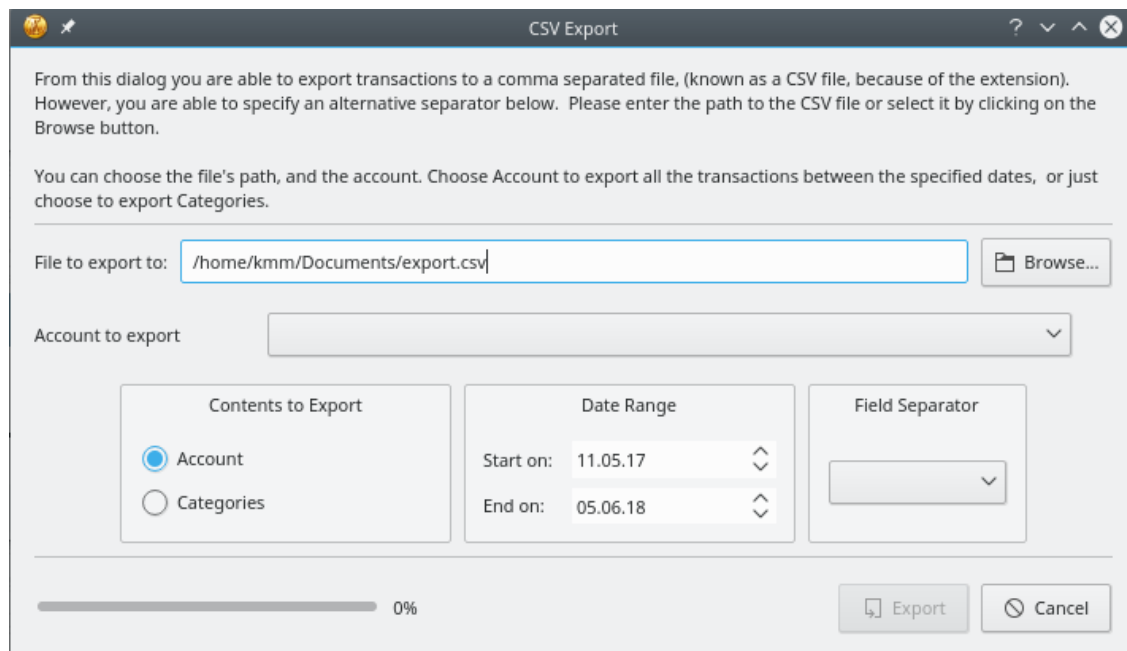 CSV Export
From this dialog you are able to export transactions to a comma separated file, (known as a CSV file, because of the extension).
However, you are able to specify an alternative separator below.  Please enter the path to the CSV file or select it by clicking on the
Browse button.
You can choose the file's path, and the account. Choose Account to export all the transactions between the specified dates,  or just
choose to export Categories.
File to export to: /home/kmm/Documents/export.csv Browse...
Account to export
Contents to Export Date Range Field Separator
Account Start on: 11.05.17
Categories End on: 05.06.18
0% Export Cancel